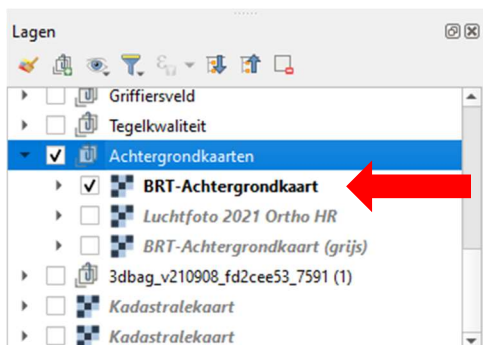 Lagen
Griffiersveld
Tegelkwaliteit
Achtergrondkaarten
BRT-Achtergrondkaart
Luchtfoto 2021 Ortho HR
BRT-Achtergrondkaart (grijs)
3dbag_v210908_fd2cee53_7591 (1)
Kadastralekaart
Kadastralekaart